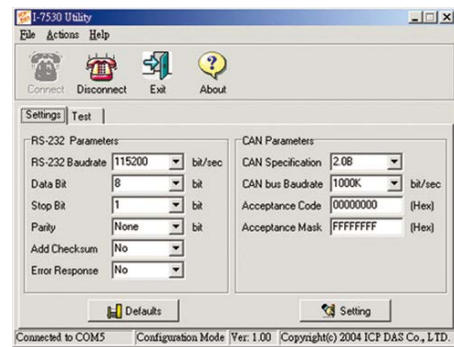 I-7530 Utility
File Actions Help
Connect Disconnect Exit About
Settings Test
RS-232 Parameters
RS-232 Baudrate 115200 bit/sec
Data Bit 8 bit
Stop Bit 1 bit
Parity None bit
Add Checksum No
Error Response No
Defaults
CAN Parameters
CAN Specification 2.0B
CAN bus Baudrate 1000K bit/sec
Acceptance Code 00000000 (Hex)
Acceptance Mask FFFFFFFF (Hex)
Setting
Connected to COM5 Configuration Mode Ver: 1.00 Copyright(c) 2004 ICP DAS Co., LTD.